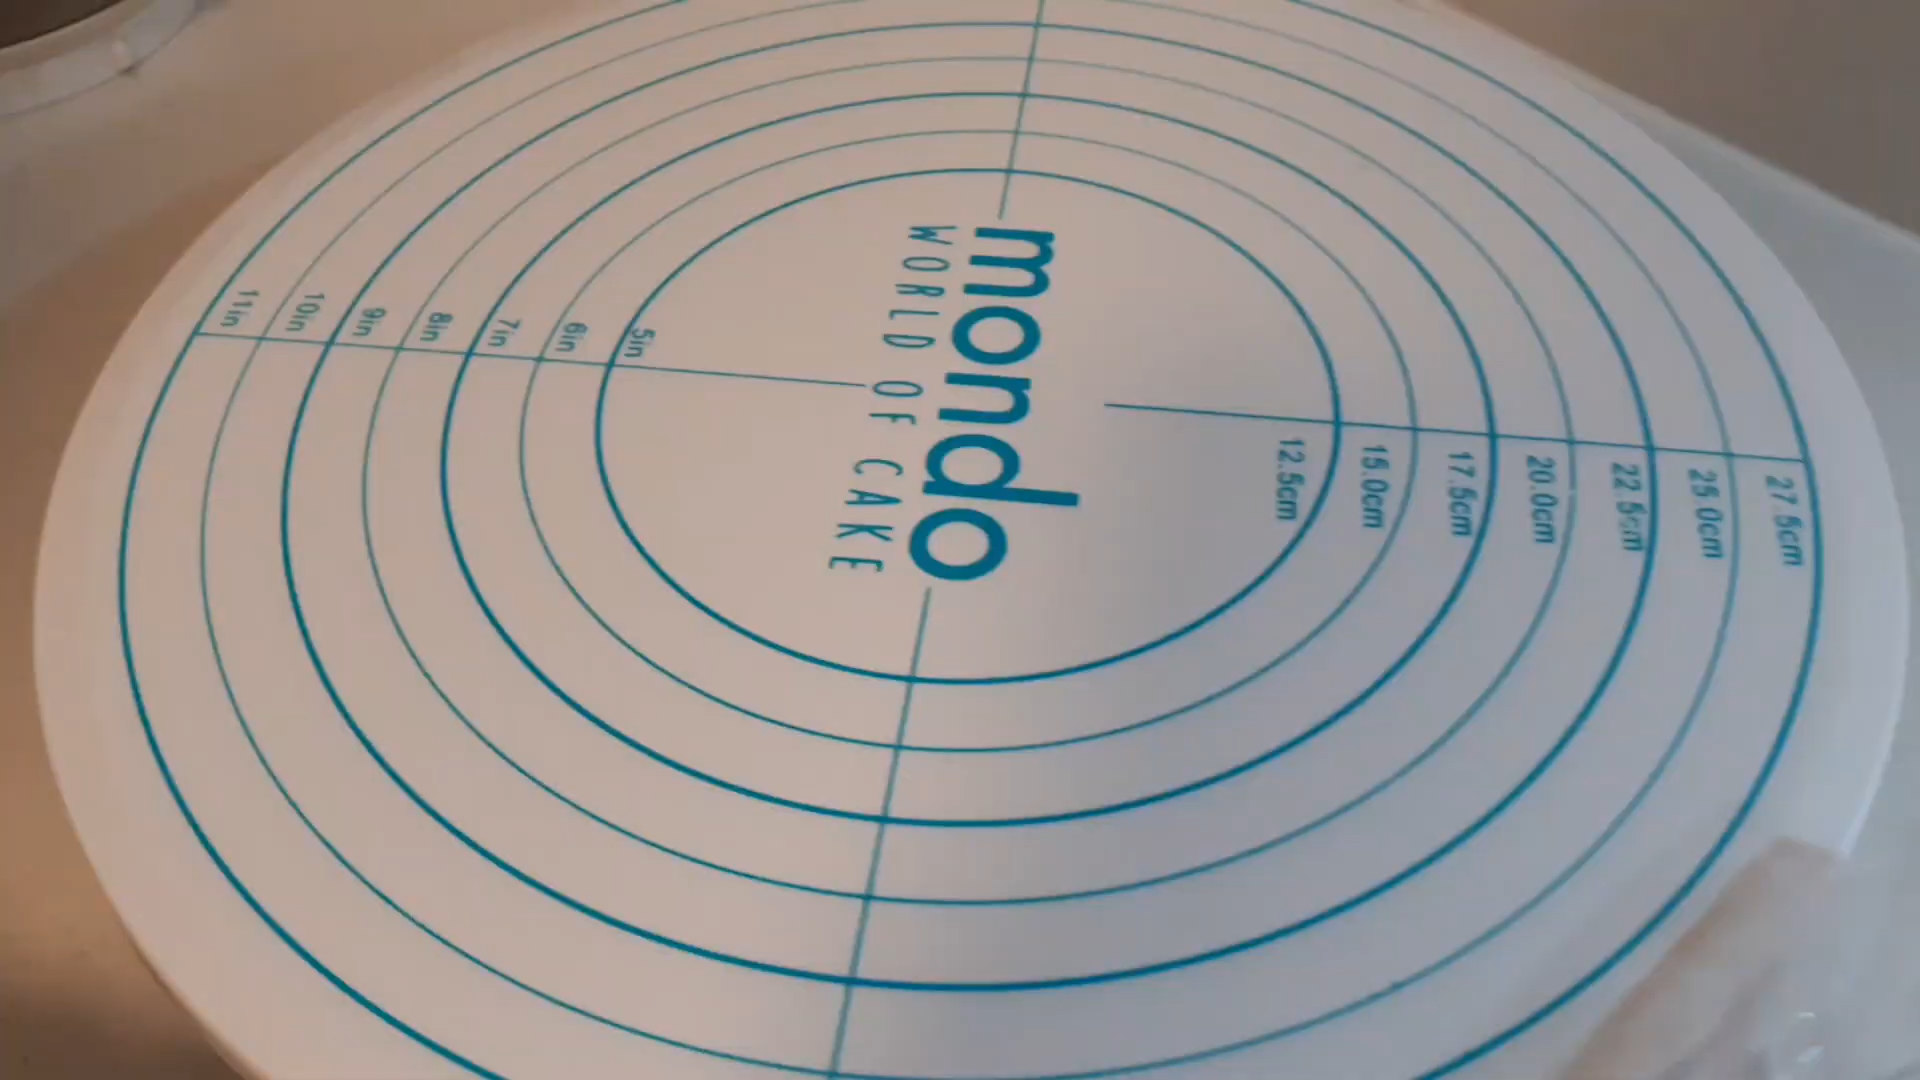 mondo
WORLD OF CAKE
11in
10in
9in
8in
7in
6in
5in
12.5cm
15.0cm
17.5cm
20.0cm
22.5cm
25.0cm
27.5cm